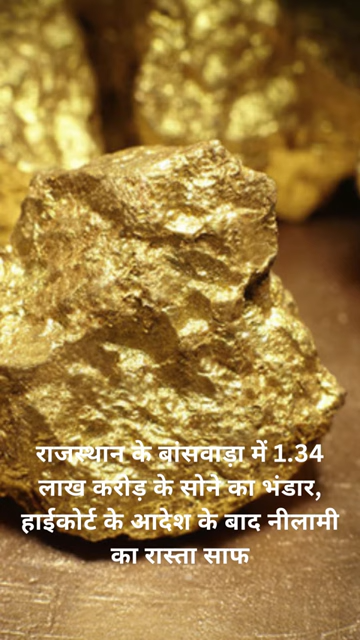 राजस्थान के बांसवाड़ा में 1.34
लाख करोड़ के सोने का भंडार,
हाईकोर्ट के आदेश के बाद नीलामी
का रास्ता साफ